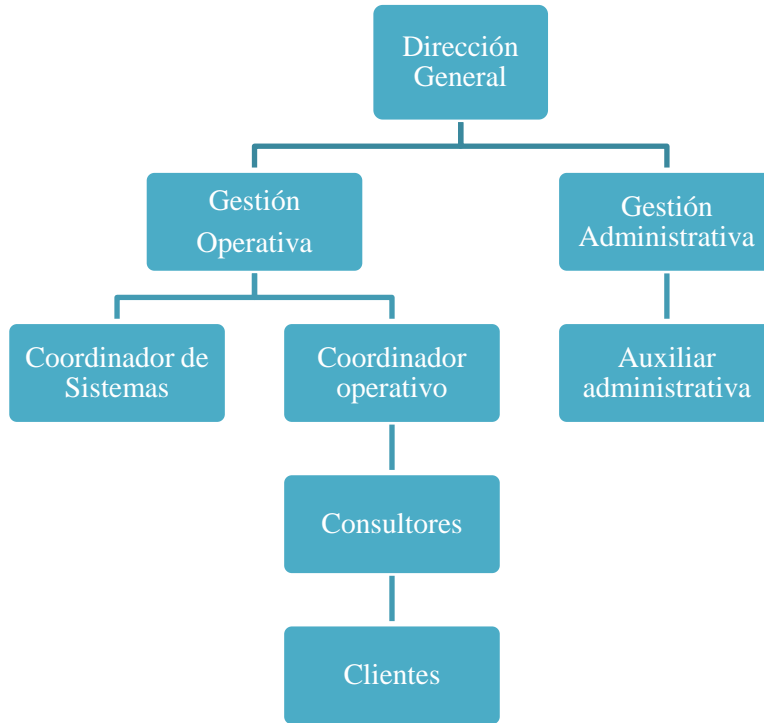 Dirección
General
Gestión
Operativa
Gestión
Administrativa
Coordinador de
Sistemas
Coordinador
operativo
Auxiliar
administrativa
Consultores
Clientes